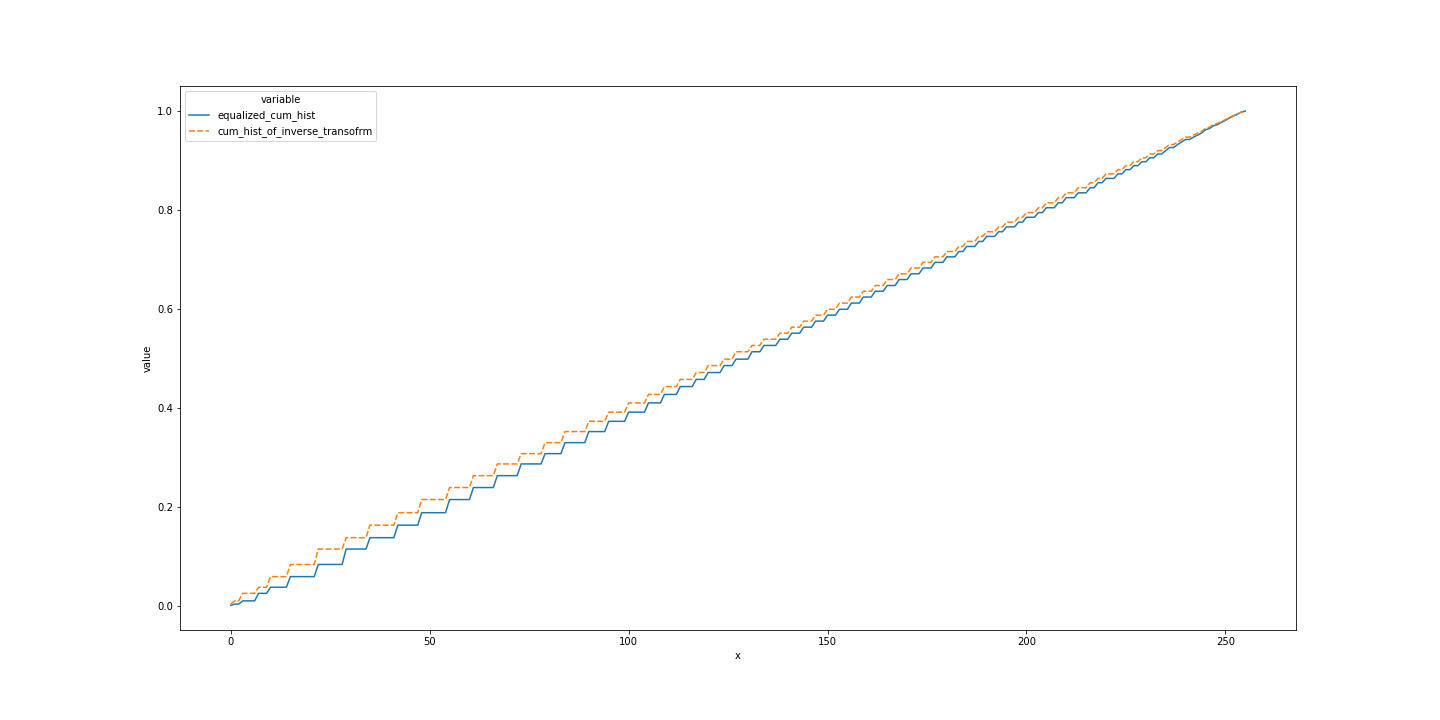 variable
equalized_cum_hist
cum_hist_of_inverse_transofrm
1.0
0.8
0.6
0.4
0.2
0.0
value
0 50 100 150 200 250
x